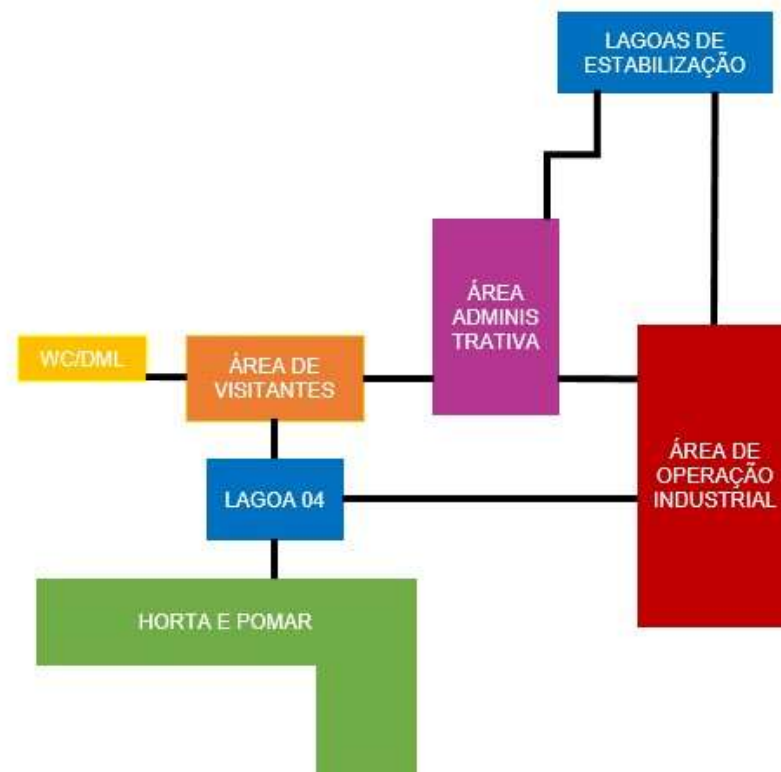 LAGOAS DE
ESTABILIZAÇÃO
ÁREA
ADMINIS
TRATIVA
WC/DML
ÁREA DE
VISITANTES
ÁREA DE
OPERAÇÃO
INDUSTRIAL
LAGOA 04
HORTA E POMAR